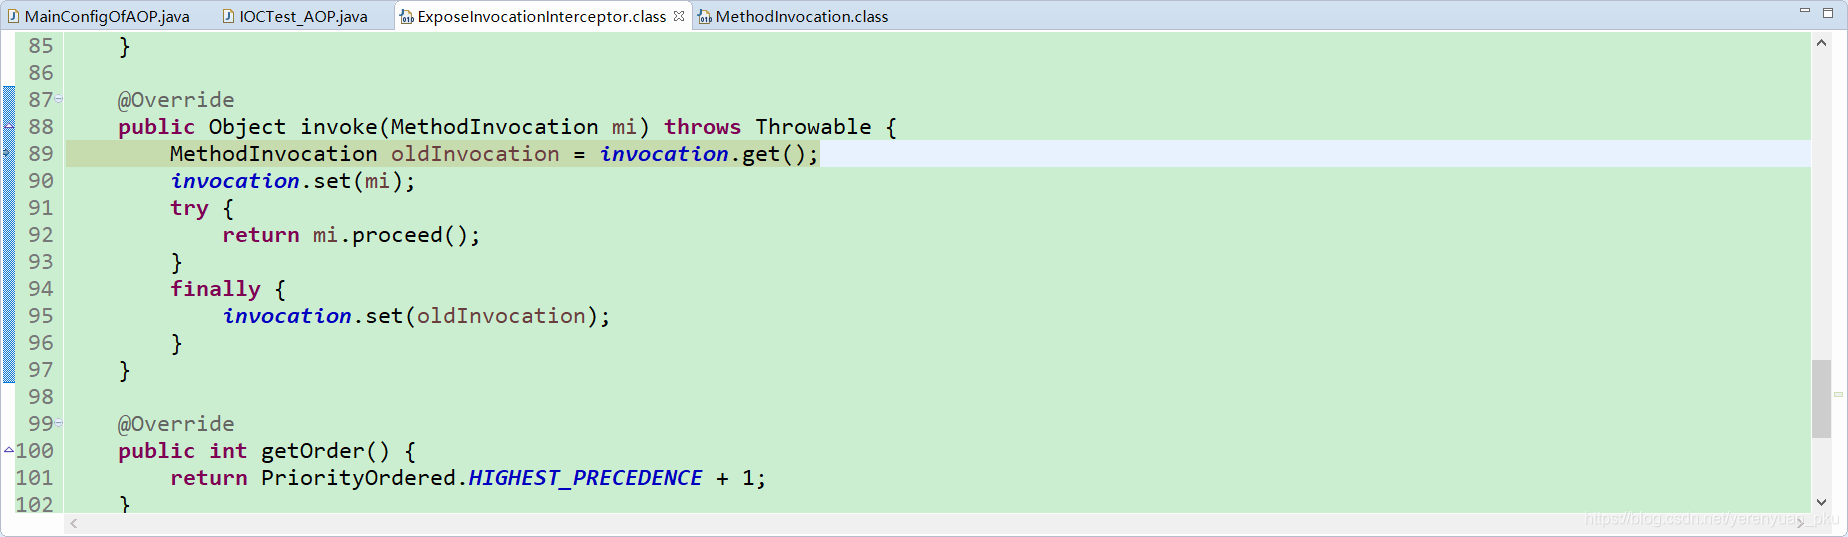 MainConfigOfAOP.java IOCTest_AOP.java ExposeInvocationInterceptor.class MethodInvocation.class
85 }
86
87 @Override
88 public Object invoke(MethodInvocation mi) throws Throwable {
89 MethodInvocation oldInvocation = invocation.get();
90 invocation.set(mi);
91 try {
92 return mi.proceed();
93 }
94 finally {
95 invocation.set(oldInvocation);
96 }
97 }
98
99 @Override
100 public int getOrder() {
101 return PriorityOrdered.HIGHEST_PRECEDENCE + 1;
102 }
https://blog.csdn.net/yerenyuan_pku